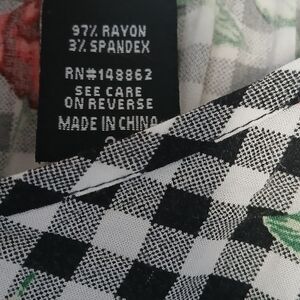 97% RAYON
3% SPANDEX
RN#148862
SEE CARE
ON REVERSE
MADE IN CHINA